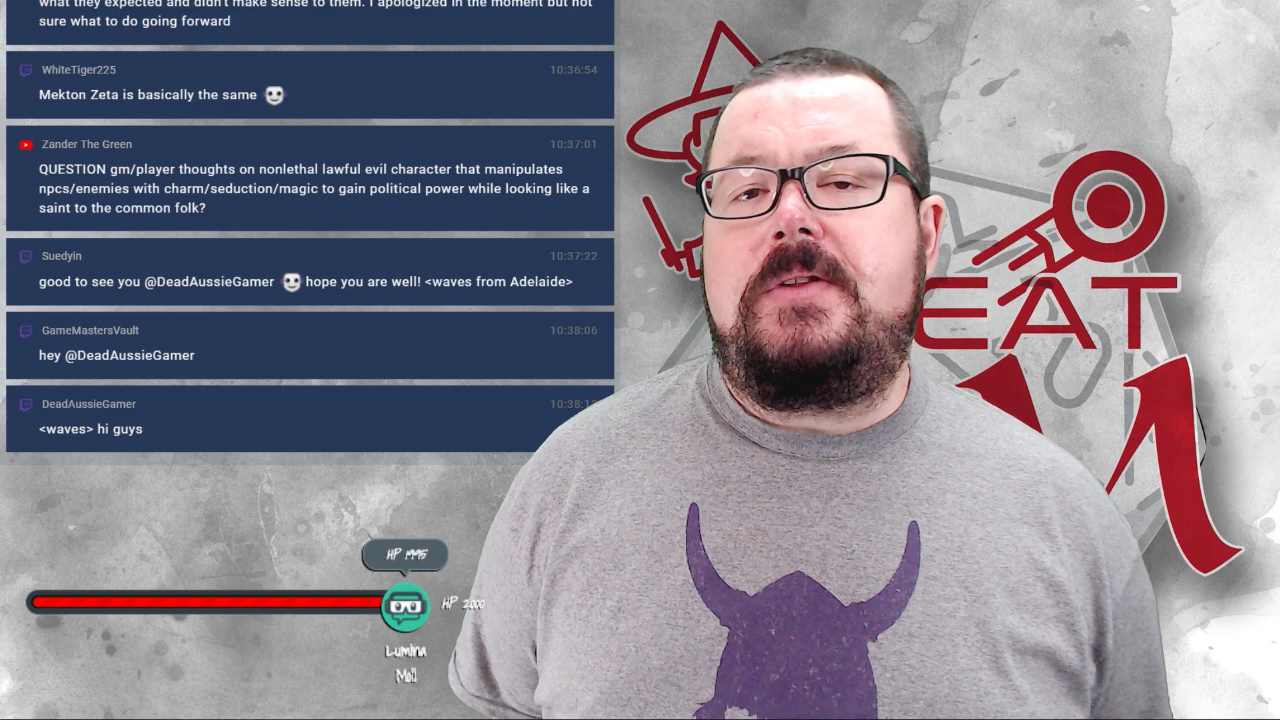 what they expected and didn't make sense to them. I apologized in the moment but not
sure what to do going forward
WhiteTiger225 10:36:54
Mekton Zeta is basically the same
Zander The Green 10:37:01
QUESTION gm/player thoughts on nonlethal lawful evil character that manipulates
npcs/enemies with charm/seduction/magic to gain political power while looking like a
saint to the common folk?
Suedyin 10:37:22
good to see you @DeadAussieGamer hope you are well! <waves from Adelaide>
GameMastersVault 10:38:06
hey @DeadAussieGamer
DeadAussieGamer 10:38:1
<waves> hi guys
EAT
HP 1995
HP 2000
Lumina
Moll